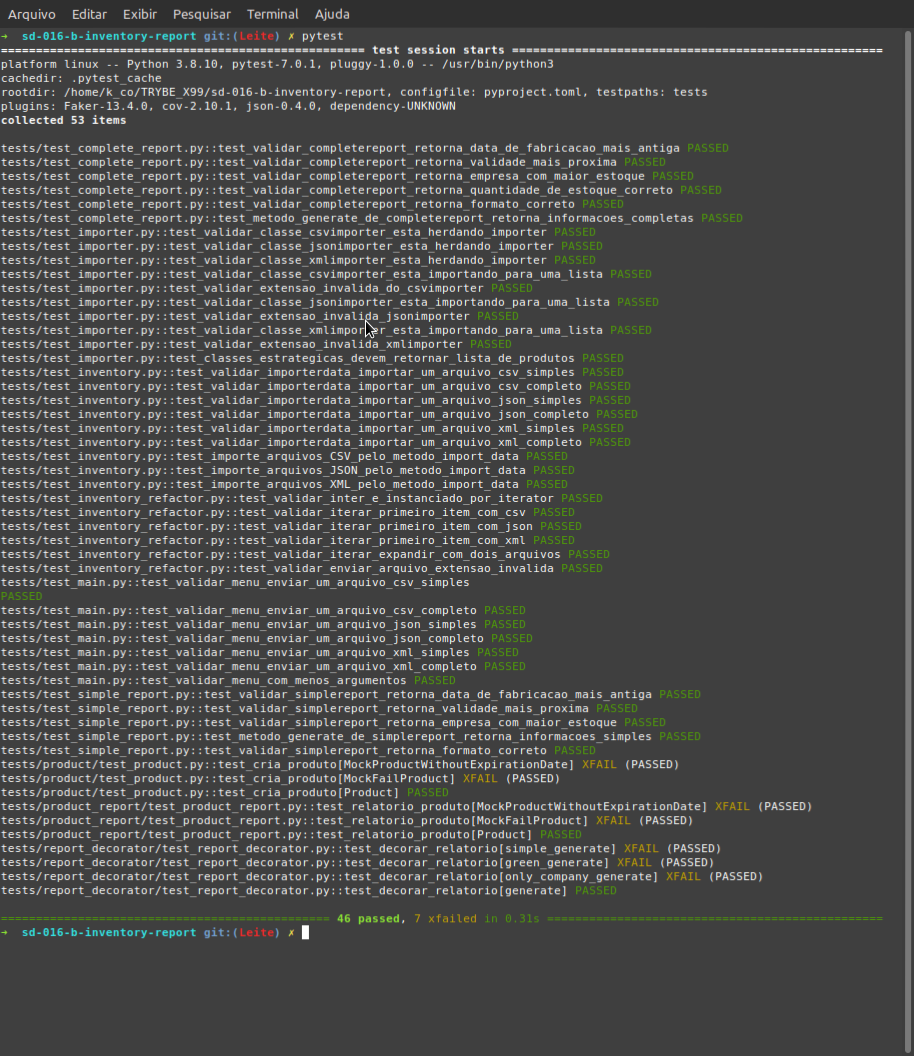 Arquivo Editar Exibir Pesquisar Terminal Ajuda
➜ sd-016-b-inventory-report git:(Leite) ✗ pytest
==================================================== test session starts =====================================================
platform linux -- Python 3.8.10, pytest-7.0.1, pluggy-1.0.0 -- /usr/bin/python3
cachedir: .pytest_cache
rootdir: /home/k_co/TRYBE_X99/sd-016-b-inventory-report, configfile: pyproject.toml, testpaths: tests
plugins: Faker-13.4.0, cov-2.10.1, json-0.4.0, dependency-UNKNOWN
collected 53 items
tests/test_complete_report.py::test_validar_completereport_retorna_data_de_fabricacao_mais_antiga PASSED
tests/test_complete_report.py::test_validar_completereport_retorna_validade_mais_proxima PASSED
tests/test_complete_report.py::test_validar_completereport_retorna_empresa_com_maior_estoque PASSED
tests/test_complete_report.py::test_validar_completereport_retorna_quantidade_de_estoque_correto PASSED
tests/test_complete_report.py::test_validar_completereport_retorna_formato_correto PASSED
tests/test_complete_report.py::test_metodo_generate_de_completereport_retorna_informacoes_completas PASSED
tests/test_importer.py::test_validar_classe_csvimporter_esta_herdando_importer PASSED
tests/test_importer.py::test_validar_classe_jsonimporter_esta_herdando_importer PASSED
tests/test_importer.py::test_validar_classe_xmlimporter_esta_herdando_importer PASSED
tests/test_importer.py::test_validar_classe_csvimporter_esta_importando_para_uma_lista PASSED
tests/test_importer.py::test_validar_extensao_invalida_do_csvimporter PASSED
tests/test_importer.py::test_validar_classe_jsonimporter_esta_importando_para_uma_lista PASSED
tests/test_importer.py::test_validar_extensao_invalida_jsonimporter PASSED
tests/test_importer.py::test_validar_classe_xmlimporter_esta_importando_para_uma_lista PASSED
tests/test_importer.py::test_validar_extensao_invalida_xmlimporter PASSED
tests/test_importer.py::test_classes_estrategicas_devem_retornar_lista_de_produtos PASSED
tests/test_inventory.py::test_validar_importerdata_importar_um_arquivo_csv_simples PASSED
tests/test_inventory.py::test_validar_importerdata_importar_um_arquivo_csv_completo PASSED
tests/test_inventory.py::test_validar_importerdata_importar_um_arquivo_json_simples PASSED
tests/test_inventory.py::test_validar_importerdata_importar_um_arquivo_json_completo PASSED
tests/test_inventory.py::test_validar_importerdata_importar_um_arquivo_xml_simples PASSED
tests/test_inventory.py::test_validar_importerdata_importar_um_arquivo_xml_completo PASSED
tests/test_inventory.py::test_importe_arquivos_CSV_pelo_metodo_import_data PASSED
tests/test_inventory.py::test_importe_arquivos_JSON_pelo_metodo_import_data PASSED
tests/test_inventory.py::test_importe_arquivos_XML_pelo_metodo_import_data PASSED
tests/test_inventory_refactor.py::test_validar_inter_e_instanciado_por_iterator PASSED
tests/test_inventory_refactor.py::test_validar_iterar_primeiro_item_com_csv PASSED
tests/test_inventory_refactor.py::test_validar_iterar_primeiro_item_com_json PASSED
tests/test_inventory_refactor.py::test_validar_iterar_primeiro_item_com_xml PASSED
tests/test_inventory_refactor.py::test_validar_iterar_expandir_com_dois_arquivos PASSED
tests/test_inventory_refactor.py::test_validar_enviar_arquivo_extensao_invalida PASSED
tests/test_main.py::test_validar_menu_enviar_um_arquivo_csv_simples
PASSED
tests/test_main.py::test_validar_menu_enviar_um_arquivo_csv_completo PASSED
tests/test_main.py::test_validar_menu_enviar_um_arquivo_json_simples PASSED
tests/test_main.py::test_validar_menu_enviar_um_arquivo_json_completo PASSED
tests/test_main.py::test_validar_menu_enviar_um_arquivo_xml_simples PASSED
tests/test_main.py::test_validar_menu_enviar_um_arquivo_xml_completo PASSED
tests/test_main.py::test_validar_menu_com_menos_argumentos PASSED
tests/test_simple_report.py::test_validar_simplereport_retorna_data_de_fabricacao_mais_antiga PASSED
tests/test_simple_report.py::test_validar_simplereport_retorna_validade_mais_proxima PASSED
tests/test_simple_report.py::test_validar_simplereport_retorna_empresa_com_maior_estoque PASSED
tests/test_simple_report.py::test_metodo_generate_de_simplereport_retorna_informacoes_simples PASSED
tests/test_simple_report.py::test_validar_simplereport_retorna_formato_correto PASSED
tests/product/test_product.py::test_cria_produto[MockProductWithoutExpirationDate] XFAIL (PASSED)
tests/product/test_product.py::test_cria_produto[MockFailProduct] XFAIL (PASSED)
tests/product/test_product.py::test_cria_produto[Product] PASSED
tests/product_report/test_product_report.py::test_relatorio_produto[MockProductWithoutExpirationDate] XFAIL (PASSED)
tests/product_report/test_product_report.py::test_relatorio_produto[MockFailProduct] XFAIL (PASSED)
tests/product_report/test_product_report.py::test_relatorio_produto[Product] PASSED
tests/report_decorator/test_report_decorator.py::test_decorar_relatorio[simple_generate] XFAIL (PASSED)
tests/report_decorator/test_report_decorator.py::test_decorar_relatorio[green_generate] XFAIL (PASSED)
tests/report_decorator/test_report_decorator.py::test_decorar_relatorio[only_company_generate] XFAIL (PASSED)
tests/report_decorator/test_report_decorator.py::test_decorar_relatorio[generate] PASSED
=============================================== 46 passed, 7 xfailed in 0.31s ================================================
➜ sd-016-b-inventory-report git:(Leite) ✗